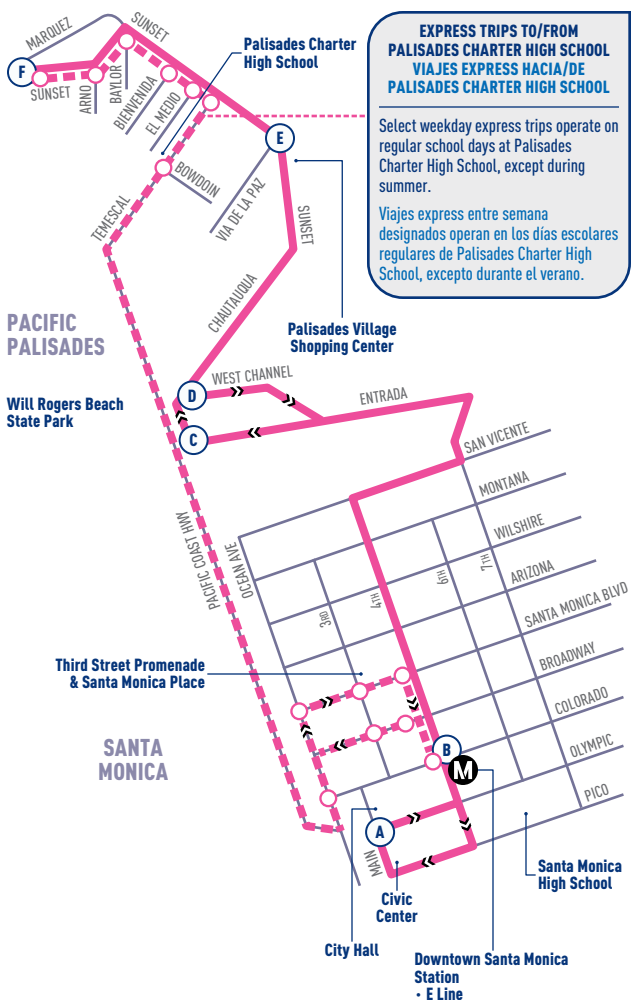 MARQUEZ
SUNSET
F
SUNSET
ARNO
BAYLOR
BIENVENIDA
EL MEDIO
Palisades Charter
High School
E
BOWDOIN
VIA DE LA PAZ
TEMESCAL
SUNSET
CHAUTAUQUA
EXPRESS TRIPS TO/FROM
PALISADES CHARTER HIGH SCHOOL
VIAJES EXPRESS HACIA/DE
PALISADES CHARTER HIGH SCHOOL
Select weekday express trips operate on
regular school days at Palisades
Charter High School, except during
summer.
Viajes express entre semana
designados operan en los días escolares
regulares de Palisades Charter High
School, excepto durante el verano.
PACIFIC
PALISADES
Palisades Village
Shopping Center
Will Rogers Beach
State Park
D
WEST CHANNEL
C
ENTRADA
SAN VICENTE
MONTANA
WILSHIRE
ARIZONA
SANTA MONICA BLVD
BROADWAY
COLORADO
OLYMPIC
PICO
PACIFIC COAST HWY
OCEAN AVE
3RD
4TH
6TH
7TH
Third Street Promenade
& Santa Monica Place
SANTA
MONICA
B
M
A
MAIN
Civic
Center
City Hall
Santa Monica
High School
Downtown Santa Monica
Station
• E Line